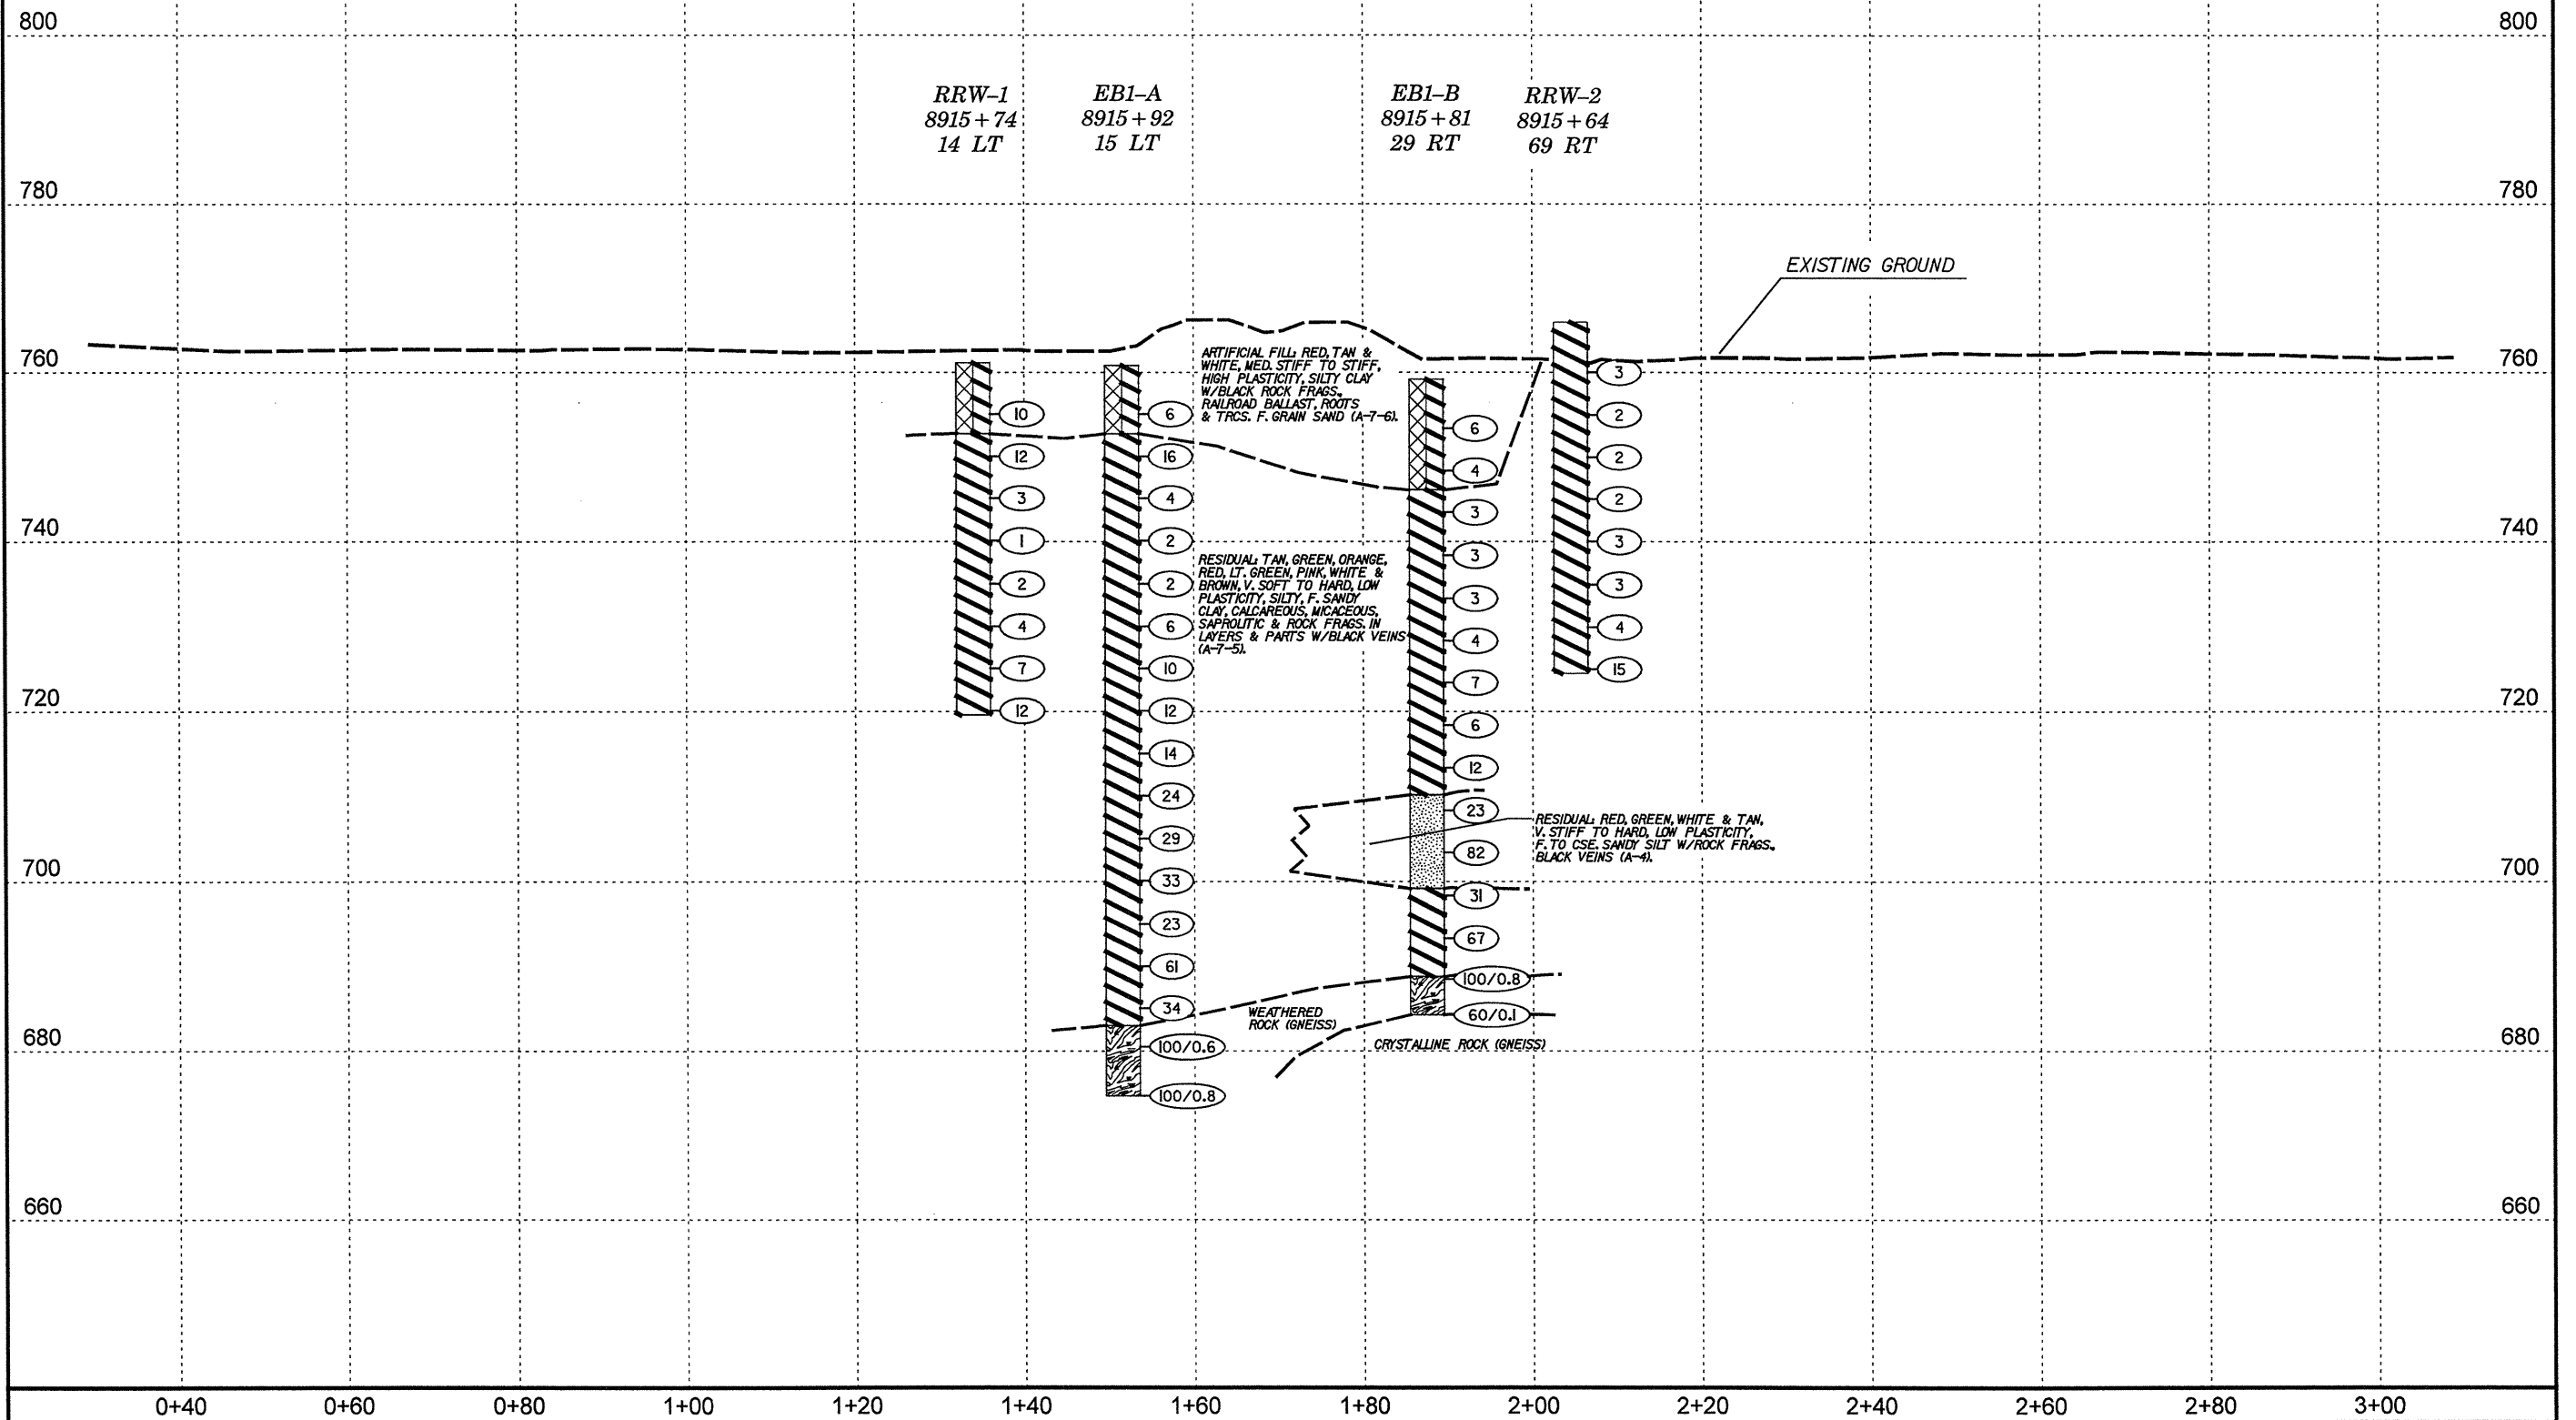 800 800
RRW-1 EB1-A EB1-B RRW-2
8915+74 8915+92 8915+81 8915+64
14 LT 15 LT 29 RT 69 RT
780 780
EXISTING GROUND
760 760
ARTIFICIAL FILL: RED, TAN &
WHITE, MED. STIFF TO STIFF,
HIGH PLASTICITY, SILTY CLAY
W/BLACK ROCK FRAGS.,
RAILROAD BALLAST, ROOTS
& TRCS. F. GRAIN SAND (A-7-6).
3
10 6 2
6
12 16 2
4
3 4 2
3
740 740
1 2 3
3
RESIDUAL: TAN, GREEN, ORANGE,
RED, LT. GREEN, PINK, WHITE &
BROWN, V. SOFT TO HARD, LOW
PLASTICITY, SILTY, F. SANDY
CLAY, CALCAREOUS, MICACEOUS,
SAPROLITIC & ROCK FRAGS. IN
LAYERS & PARTS W/BLACK VEINS
(A-7-5).
2 2 3
3
4 6 4
4
7 10 15
7
720 720
12 12
6
14
12
24
23
RESIDUAL: RED, GREEN, WHITE & TAN,
V. STIFF TO HARD, LOW PLASTICITY,
F. TO CSE. SANDY SILT W/ROCK FRAGS.,
BLACK VEINS (A-4).
29
82
700 700
33
31
23
67
61
100/0.8
34
WEATHERED
ROCK (GNEISS)
60/0.1
680 680
CRYSTALLINE ROCK (GNEISS)
100/0.6
100/0.8
660 660
0+40 0+60 0+80 1+00 1+20 1+40 1+60 1+80 2+00 2+20 2+40 2+60 2+80 3+00